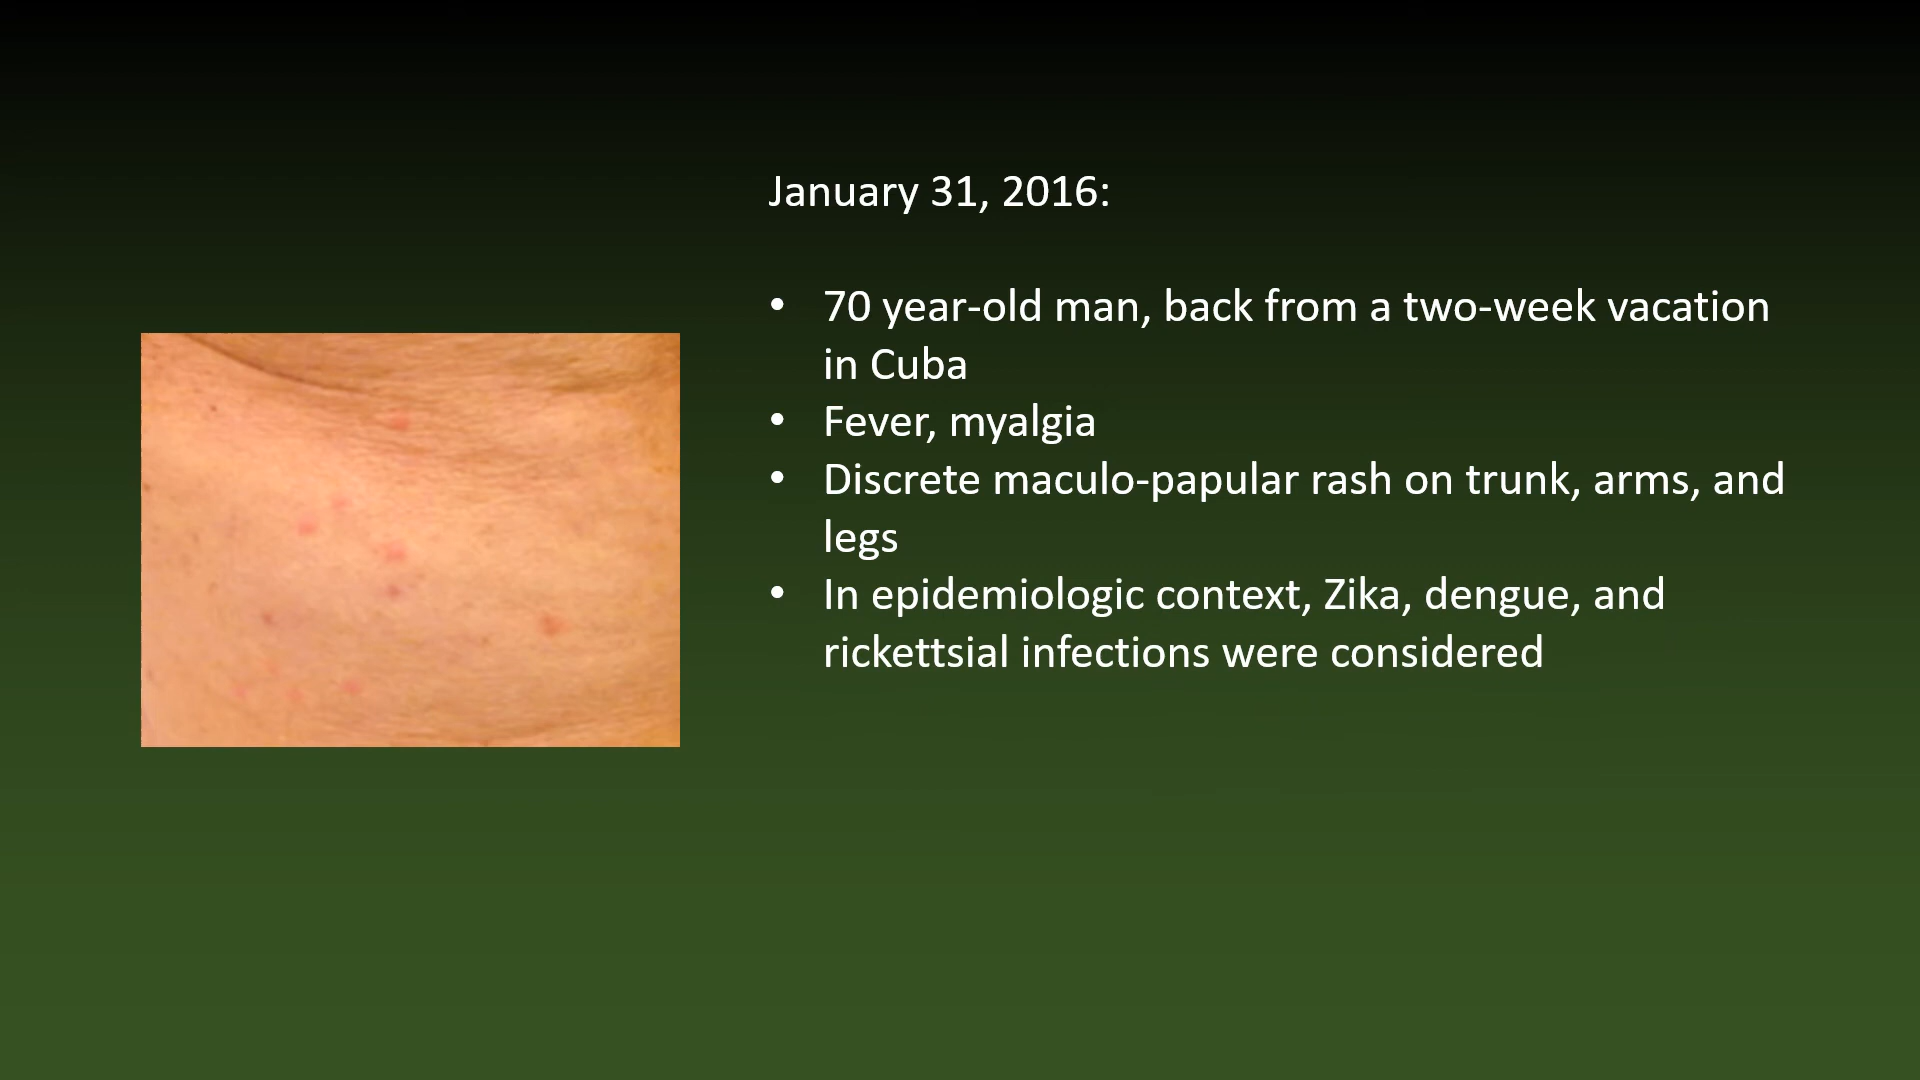 January 31, 2016:
• 70 year-old man, back from a two-week vacation
in Cuba
• Fever, myalgia
• Discrete maculo-papular rash on trunk, arms, and
legs
• In epidemiologic context, Zika, dengue, and
rickettsial infections were considered